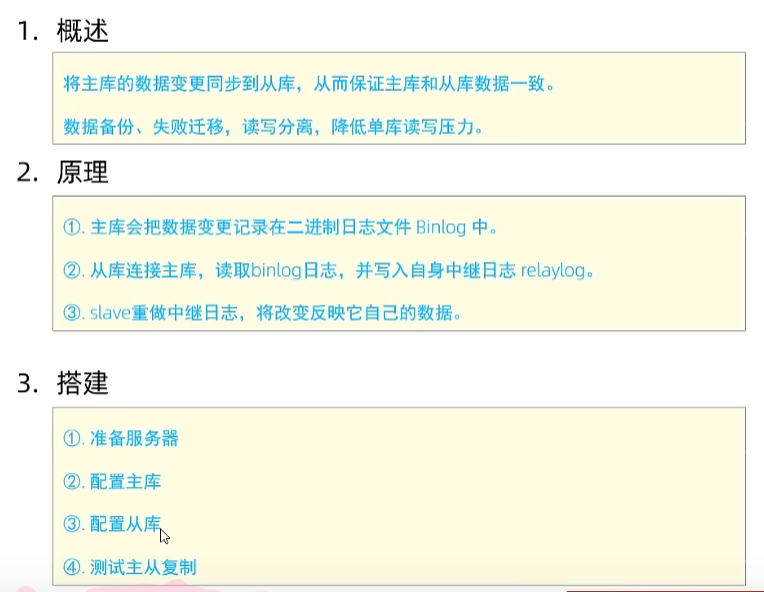 1. 概述
将主库的数据变更同步到从库，从而保证主库和从库数据一致。
数据备份、失败迁移，读写分离，降低单库读写压力。
2. 原理
①. 主库会把数据变更记录在二进制日志文件 Binlog 中。
②. 从库连接主库，读取binlog日志，并写入自身中继日志 relaylog。
③. slave重做中继日志，将改变反映它自己的数据。
3. 搭建
①. 准备服务器
②. 配置主库
③. 配置从库
④. 测试主从复制